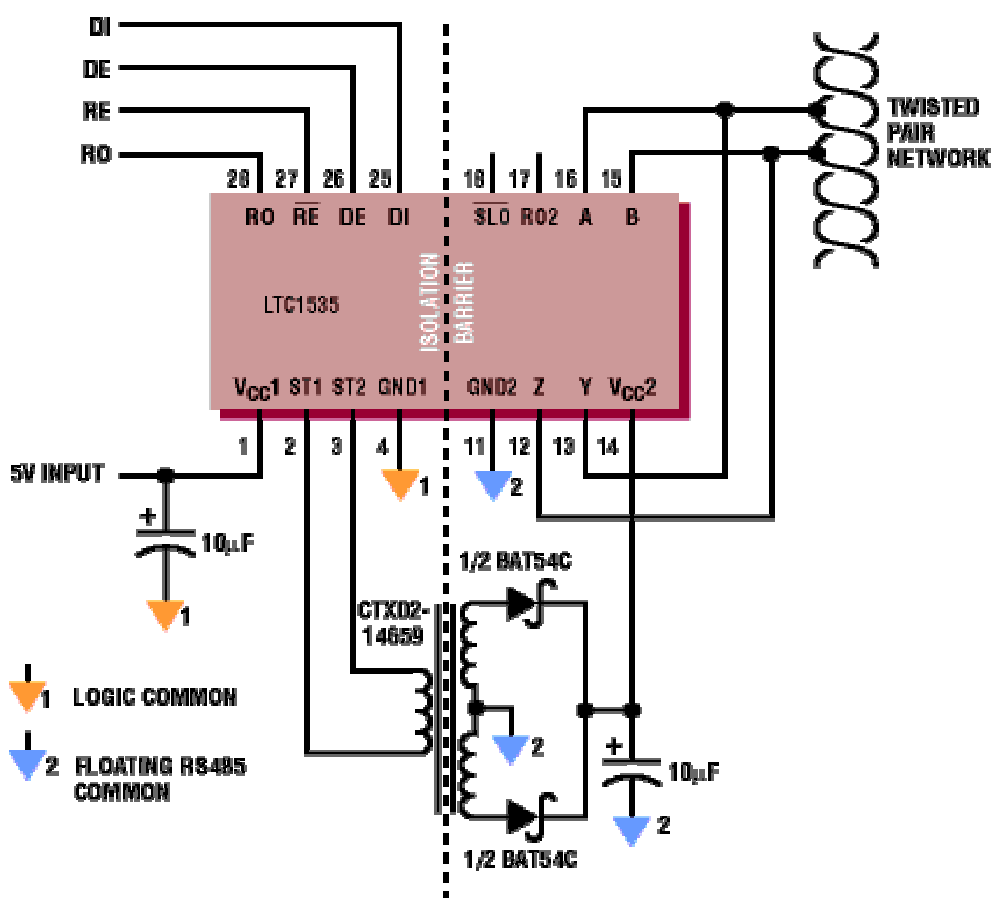 DI
DE
RE
RO
28 27 26 25 18 17 16 15
RO RE DE DI SLO RO2 A B
TWISTED
PAIR
NETWORK
ISOLATION
BARRIER
LTC1535
VCC1 ST1 ST2 GND1 GND2 Z Y VCC2
1 2 3 4 11 12 13 14
5V INPUT
1
2
+
10µF
1
1/2 BAT54C
CTX02-
14659
1 LOGIC COMMON
2
2 FLOATING RS485
COMMON
+
10µF
2
1/2 BAT54C